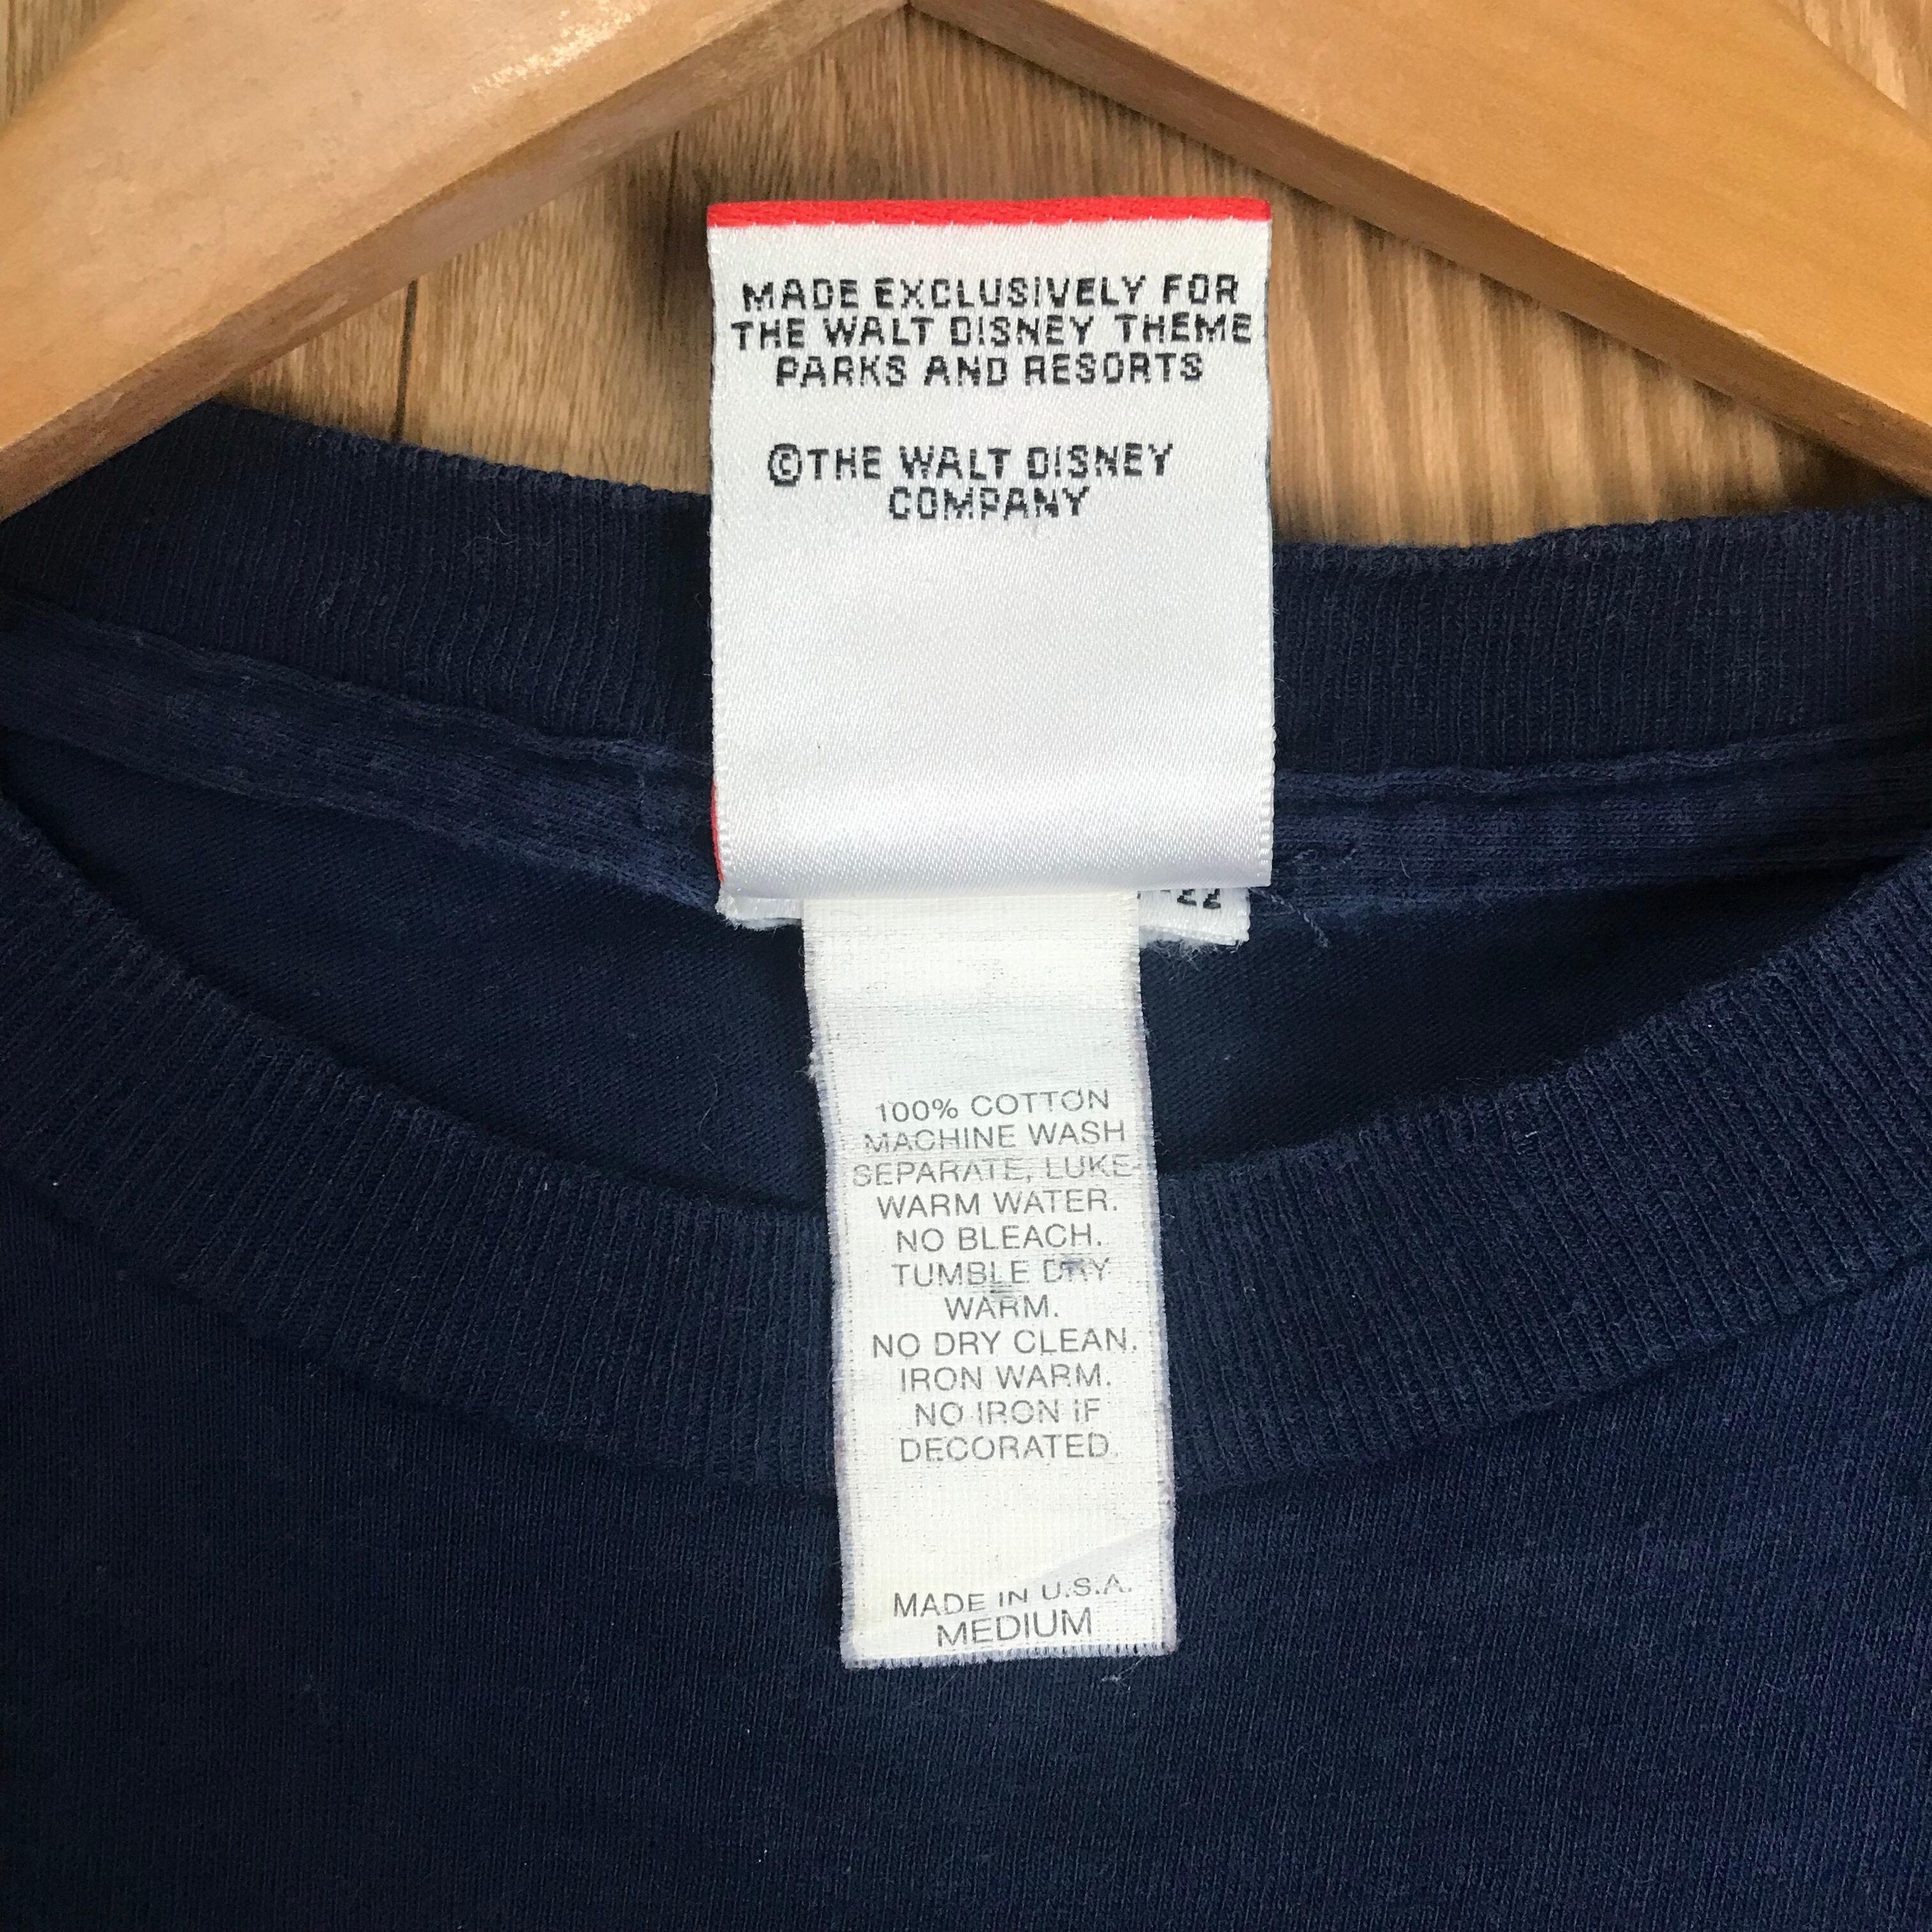 MADE EXCLUSIVELY FOR
THE WALT DISNEY THEME
PARKS AND RESORTS
©THE WALT DISNEY
COMPANY
22
100% COTTON
MACHINE WASH
SEPARATE, LUKE-
WARM WATER.
NO BLEACH.
TUMBLE DRY
WARM.
NO DRY CLEAN.
IRON WARM.
NO IRON IF
DECORATED.
MADE IN U.S.A.
MEDIUM